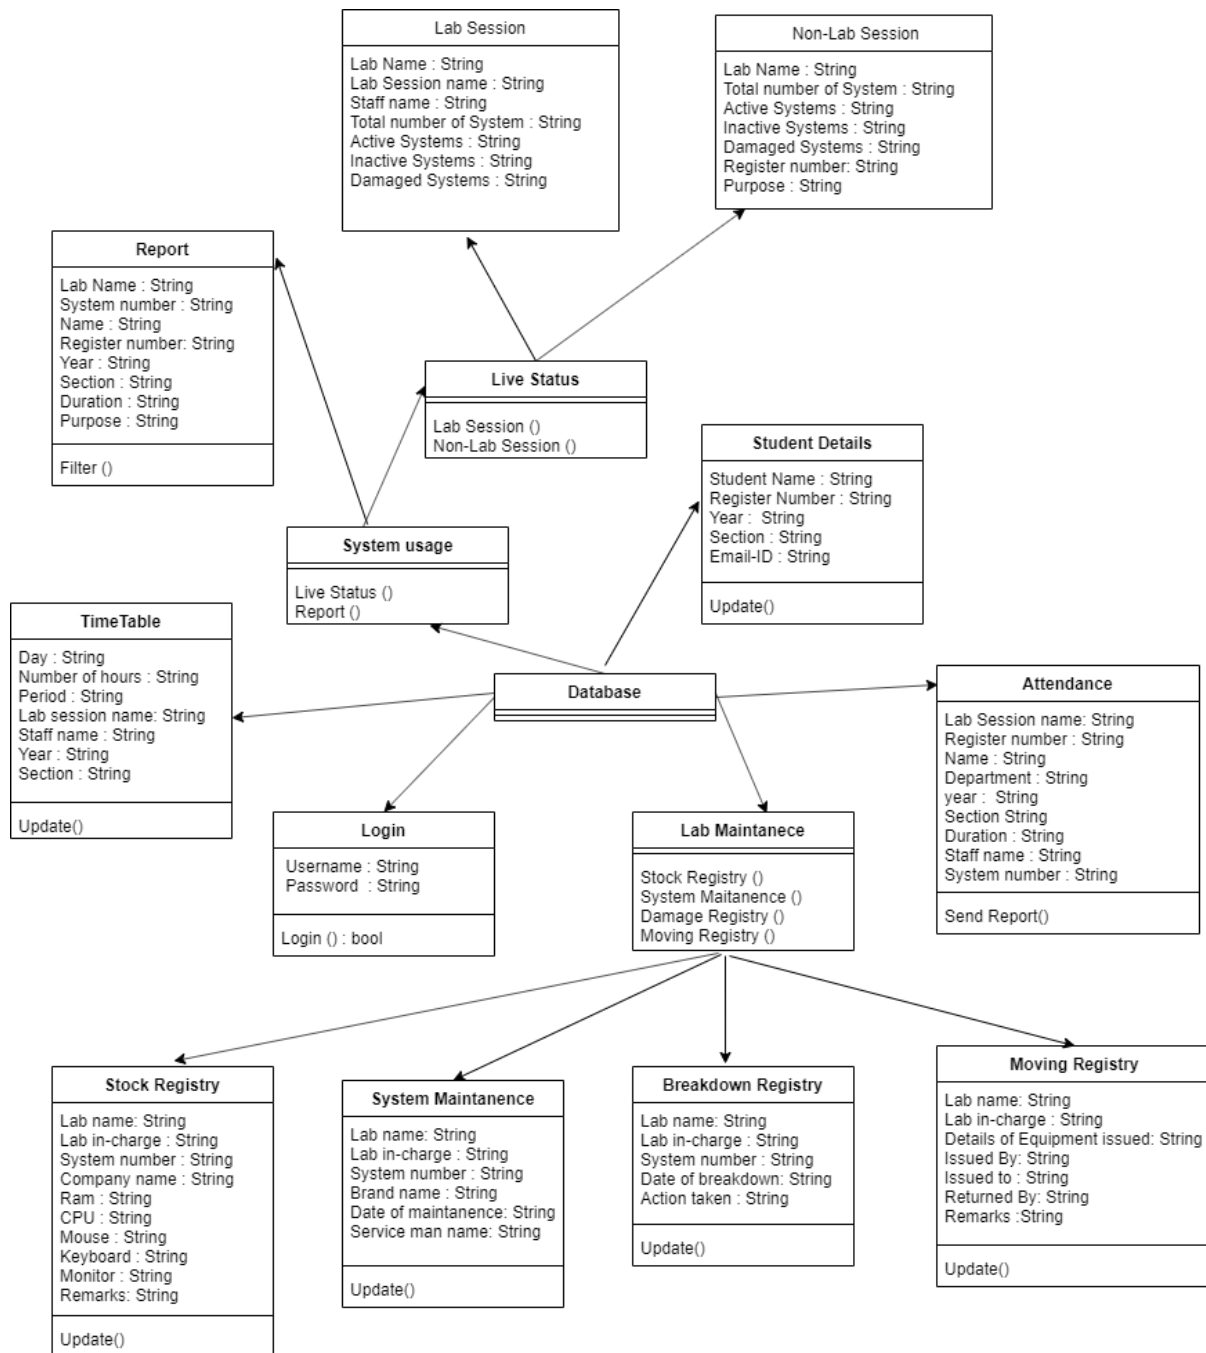 Lab Session
Lab Name : String
Lab Session name : String
Staff name : String
Total number of System : String
Active Systems : String
Inactive Systems : String
Damaged Systems : String
Non-Lab Session
Lab Name : String
Total number of System : String
Active Systems : String
Inactive Systems : String
Damaged Systems : String
Register number: String
Purpose : String
Report
Lab Name : String
System number : String
Name : String
Register number: String
Year : String
Section : String
Duration : String
Purpose : String
Filter ()
Live Status
Lab Session ()
Non-Lab Session ()
Student Details
Student Name : String
Register Number : String
Year :  String
Section : String
Email-ID : String
Update()
System usage
Live Status ()
Report ()
TimeTable
Day : String
Number of hours : String
Period : String
Lab session name: String
Staff name : String
Year : String
Section : String
Update()
Database
Attendance
Lab Session name: String
Register number : String
Name : String
Department : String
year :  String
Section String
Duration : String
Staff name : String
System number : String
Send Report()
Login
Username : String
Password  : String
Login () : bool
Lab Maintanece
Stock Registry ()
System Maitanence ()
Damage Registry ()
Moving Registry ()
Stock Registry
Lab name: String
Lab in-charge : String
System number : String
Company name : String
Ram : String
CPU : String
Mouse : String
Keyboard : String
Monitor : String
Remarks: String
Update()
System Maintanence
Lab name: String
Lab in-charge : String
System number : String
Brand name : String
Date of maintanence: String
Service man name: String
Update()
Breakdown Registry
Lab name: String
Lab in-charge : String
System number : String
Date of breakdown: String
Action taken : String
Update()
Moving Registry
Lab name: String
Lab in-charge : String
Details of Equipment issued: String
Issued By: String
Issued to : String
Returned By: String
Remarks :String
Update()